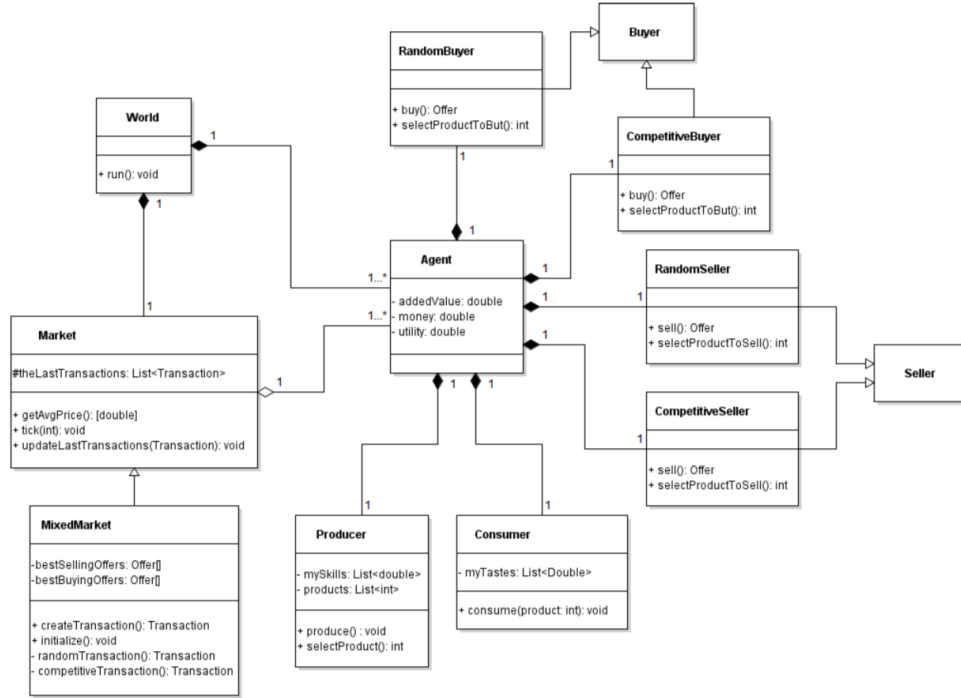 Buyer
RandomBuyer
+ buy(): Offer
+ selectProductToBut(): int
World
+ run(): void
1
1
1
1
CompetitiveBuyer
+ buy(): Offer
+ selectProductToBut(): int
1
1
Agent
- addedValue: double
- money: double
- utility: double
1...*
1...*
1
1
1
1
1
RandomSeller
+ sell(): Offer
+ selectProductToSell(): int
1
Seller
CompetitiveSeller
+ sell(): Offer
+ selectProductToSell(): int
1
Market
#theLastTransactions: List<Transaction>
+ getAvgPrice(): [double]
+ tick(int): void
+ updateLastTransactions(Transaction): void
1
MixedMarket
-bestSellingOffers: Offer[]
-bestBuyingOffers: Offer[]
+ createTransaction(): Transaction
+ initialize(): void
- randomTransaction(): Transaction
- competitiveTransaction(): Transaction
1
Producer
- mySkills: List<double>
- products: List<int>
+ produce() : void
+ selectProduct(): int
1
Consumer
- myTastes: List<Double>
+ consume(product: int): void